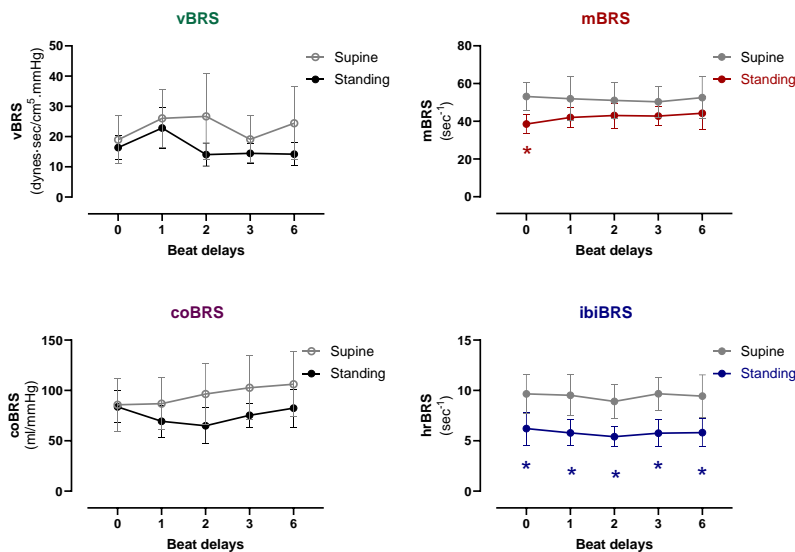 vBRS
50
40
30
20
10
0
vBRS
(dynes·sec/cm⁵.mmHg)
Supine
Standing
0 1 2 3 6
Beat delays
mBRS
80
60
40
20
0
mBRS
(sec⁻¹)
Supine
Standing
*
0 1 2 3 6
Beat delays
coBRS
150
100
50
0
coBRS
(ml/mmHg)
Supine
Standing
0 1 2 3 6
Beat delays
ibiBRS
15
10
5
0
hrBRS
(sec⁻¹)
Supine
Standing
* * * * *
0 1 2 3 6
Beat delays